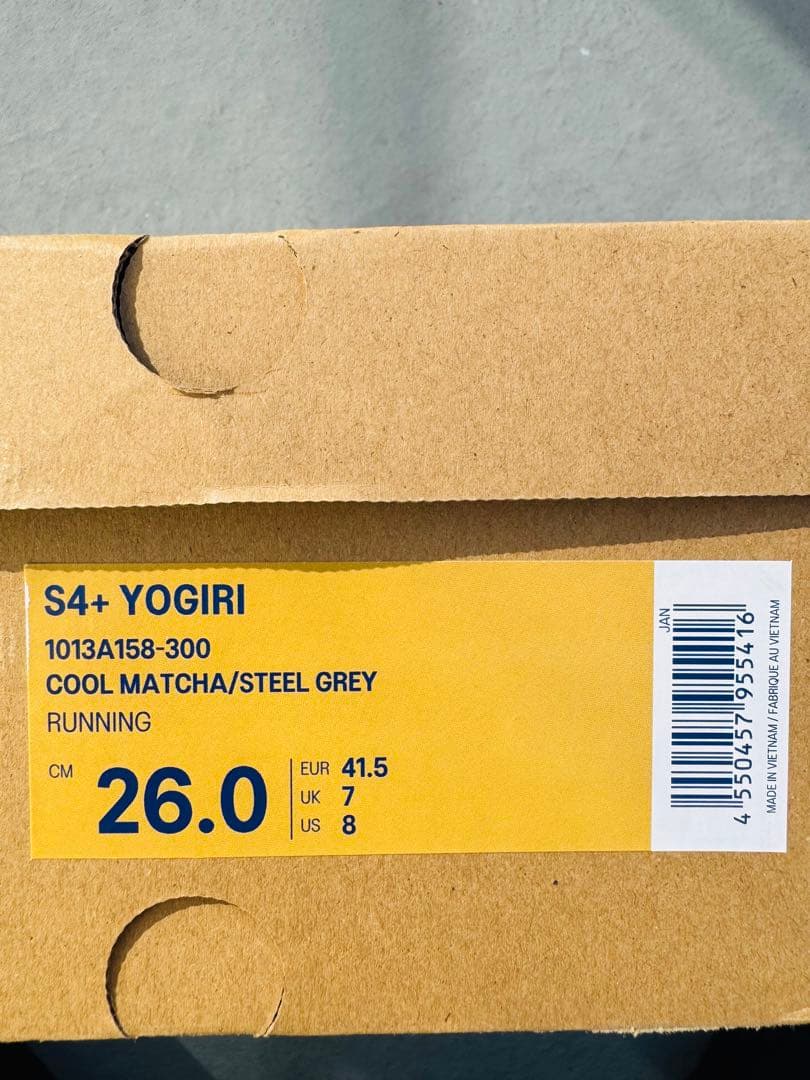 S4+ YOGIRI
1013A158-300
COOL MATCHA/STEEL GREY
RUNNING
CM 26.0
EUR 41.5
UK 7
US 8
JAN
4 550457 955416
MADE IN VIETNAM / FABRIQUE AU VIETNAM